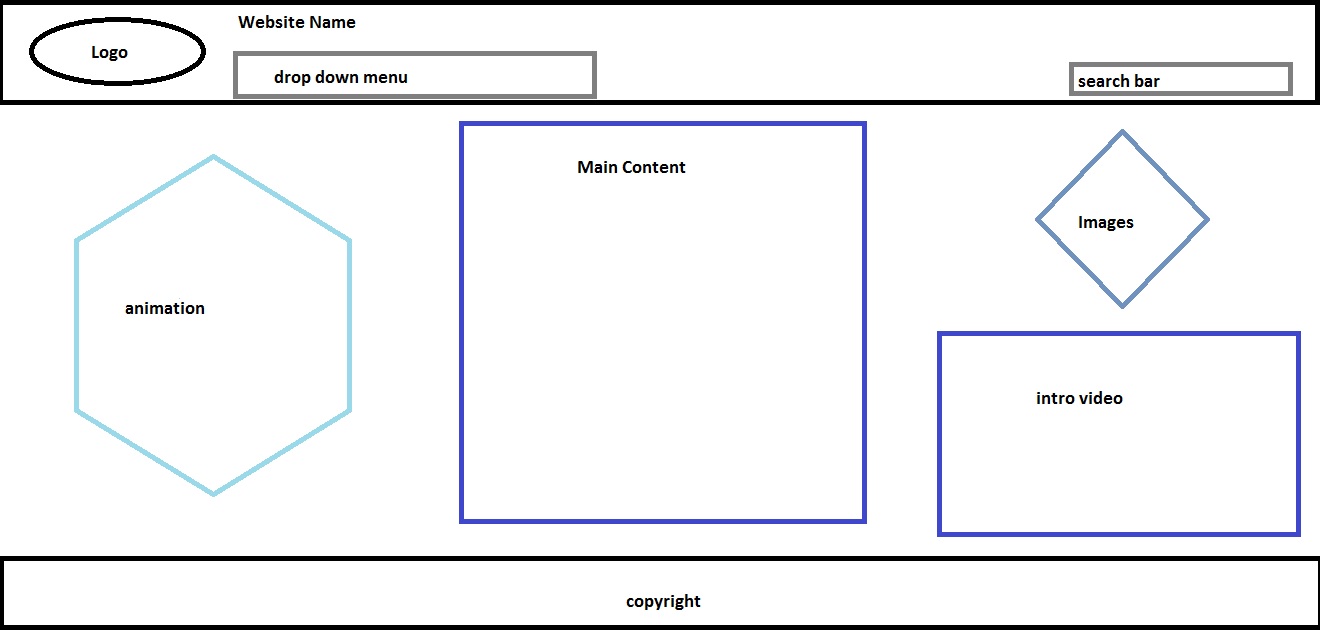 Website Name
Logo
drop down menu
search bar
Main Content
Images
animation
intro video
copyright